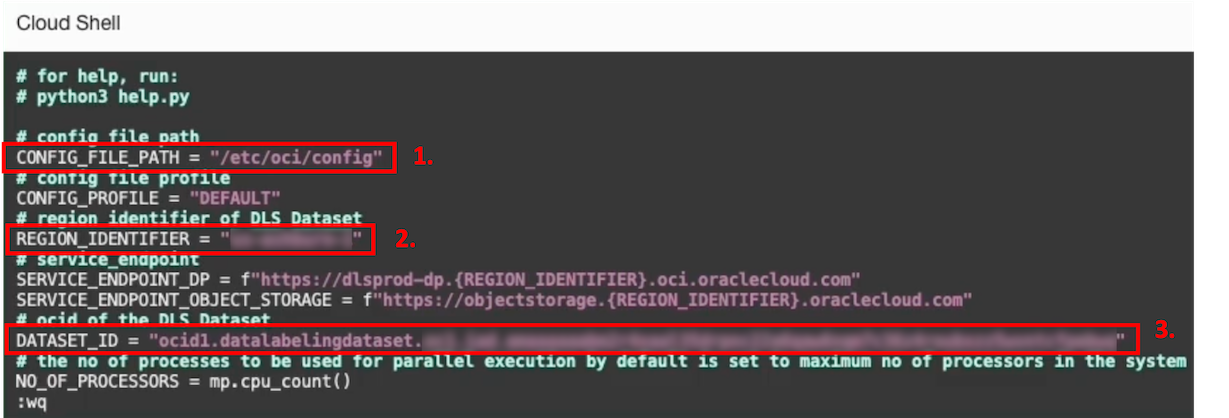 Cloud Shell
# for help, run:
# python3 help.py
# config file path
CONFIG_FILE_PATH = "/etc/oci/config" 1.
# config file profile
CONFIG_PROFILE = "DEFAULT"
# region identifier of DLS Dataset
REGION_IDENTIFIER = " " 2.
# service_endpoint
SERVICE_ENDPOINT_DP = f"https://dlsprod-dp.{REGION_IDENTIFIER}.oci.oraclecloud.com"
SERVICE_ENDPOINT_OBJECT_STORAGE = f"https://objectstorage.{REGION_IDENTIFIER}.oraclecloud.com"
# ocid of the DLS Dataset
DATASET_ID = "ocid1.datalabelingdataset. " 3.
# the no of processes to be used for parallel execution by default is set to maximum no of processors in the system
NO_OF_PROCESSORS = mp.cpu_count()
:wq